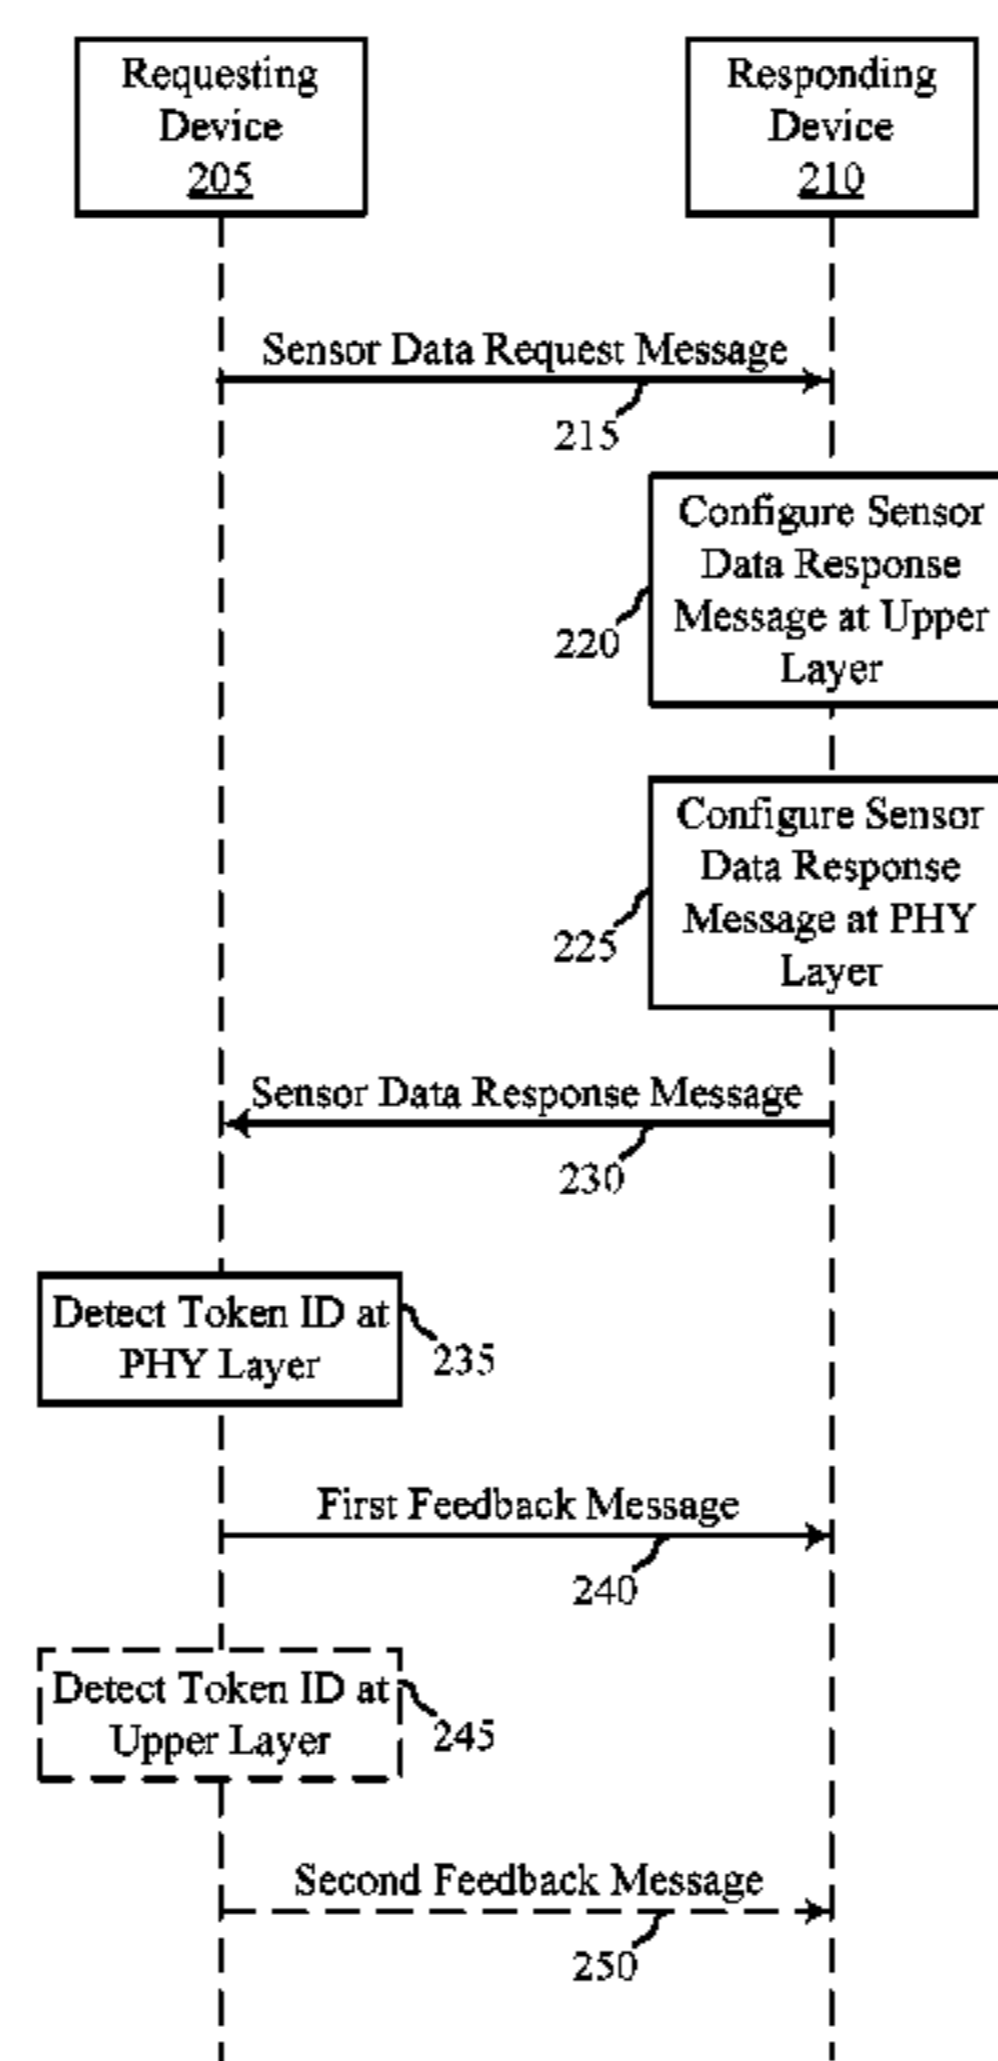 Requesting
Device
205
Responding
Device
210
Sensor Data Request Message
215
Configure Sensor
Data Response
Message at Upper
Layer
220
Configure Sensor
Data Response
Message at PHY
Layer
225
Sensor Data Response Message
230
Detect Token ID at
PHY Layer
235
First Feedback Message
240
Detect Token ID at
Upper Layer
245
Second Feedback Message
250